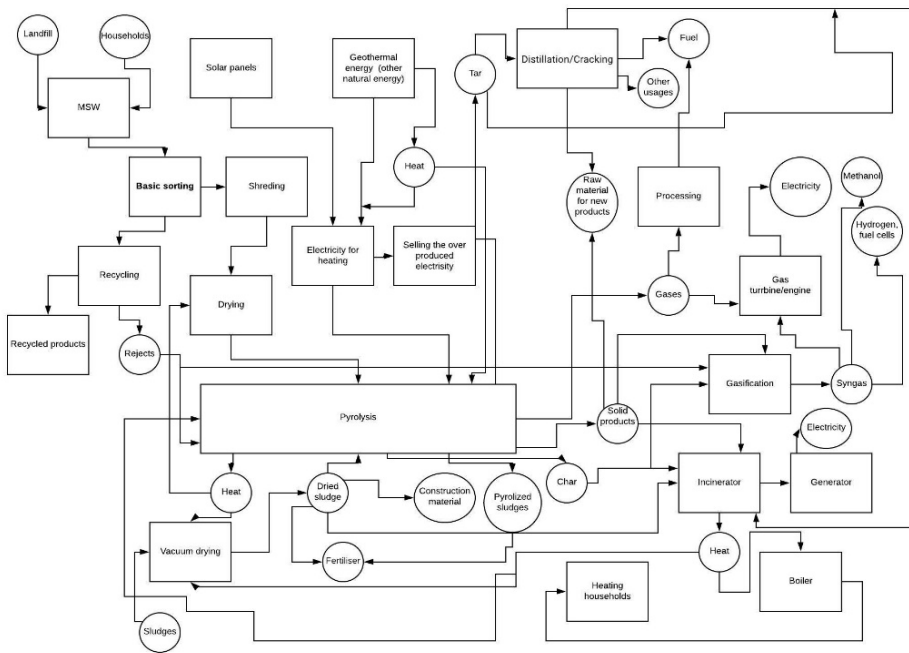 Landfill
Households
Solar panels
Geothermal
energy (other
natural energy)
Tar
Distillation/Cracking
Fuel
Other
usages
MSW
Basic sorting
Shreding
Heat
Raw
material
for new
products
Processing
Electricity
Methanol
Hydrogen,
fuel cells
Electricity for
heating
Selling the over
produced
electrisity
Recycling
Drying
Gases
Gas
turbine/engine
Recycled products
Rejects
Gasification
Syngas
Pyrolysis
Solid
products
Electricity
Heat
Dried
sludge
Construction
material
Pyrolized
sludges
Char
Incinerator
Generator
Vacuum drying
Fertiliser
Heat
Heating
households
Boiler
Sludges